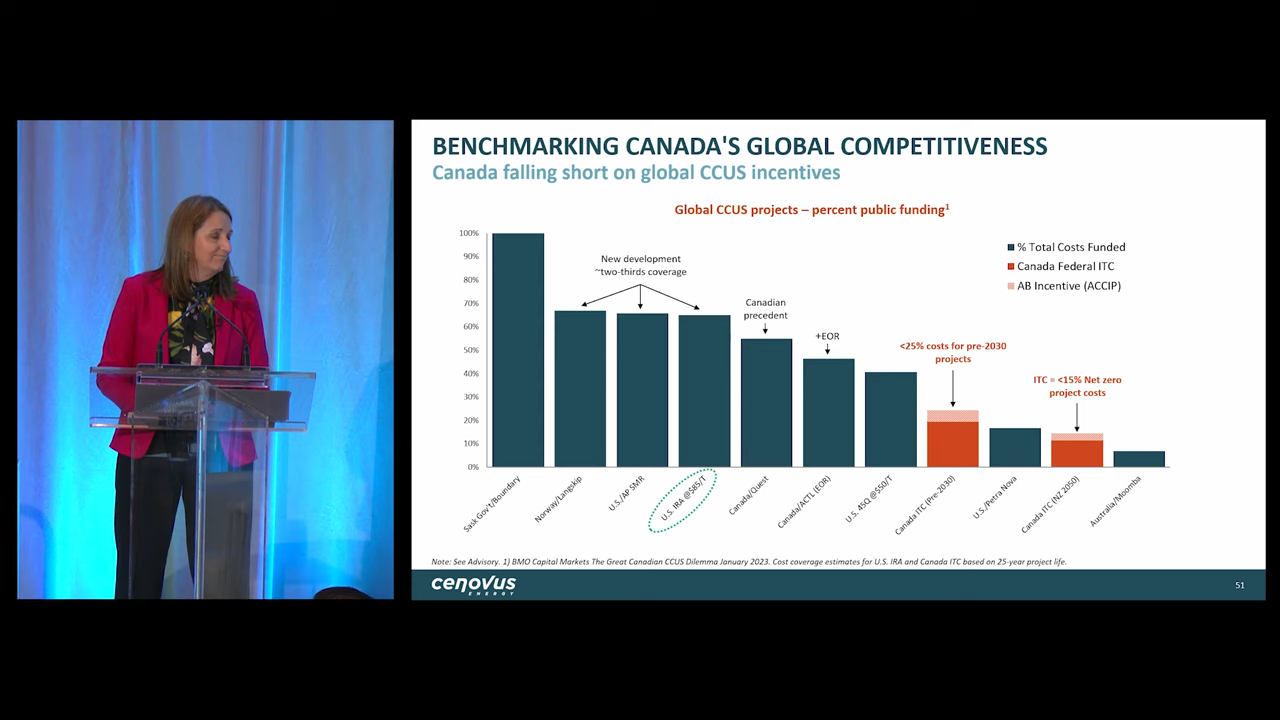 BENCHMARKING CANADA'S GLOBAL COMPETITIVENESS
Canada falling short on global CCUS incentives
Global CCUS projects – percent public funding1
100%
90%
80%
70%
60%
50%
40%
30%
20%
10%
0%
New development
~two-thirds coverage
Canadian
precedent
+EOR
<25% costs for pre-2030
projects
ITC = <15% Net zero
project costs
% Total Costs Funded
Canada Federal ITC
AB Incentive (ACCIP)
Sask Gov't/Boundary
Norway/Langskip
U.S./AP SMR
U.S. IRA @$85/T
Canada/Quest
Canada/ACTL (EOR)
U.S. 45Q @$50/T
Canada ITC (Pre-2030)
U.S./Petra Nova
Canada ITC (NZ 2050)
Australia/Moomba
Note: See Advisory. 1) BMO Capital Markets The Great Canadian CCUS Dilemma January 2023. Cost coverage estimates for U.S. IRA and Canada ITC based on 25-year project life.
cenovus
ENERGY
51